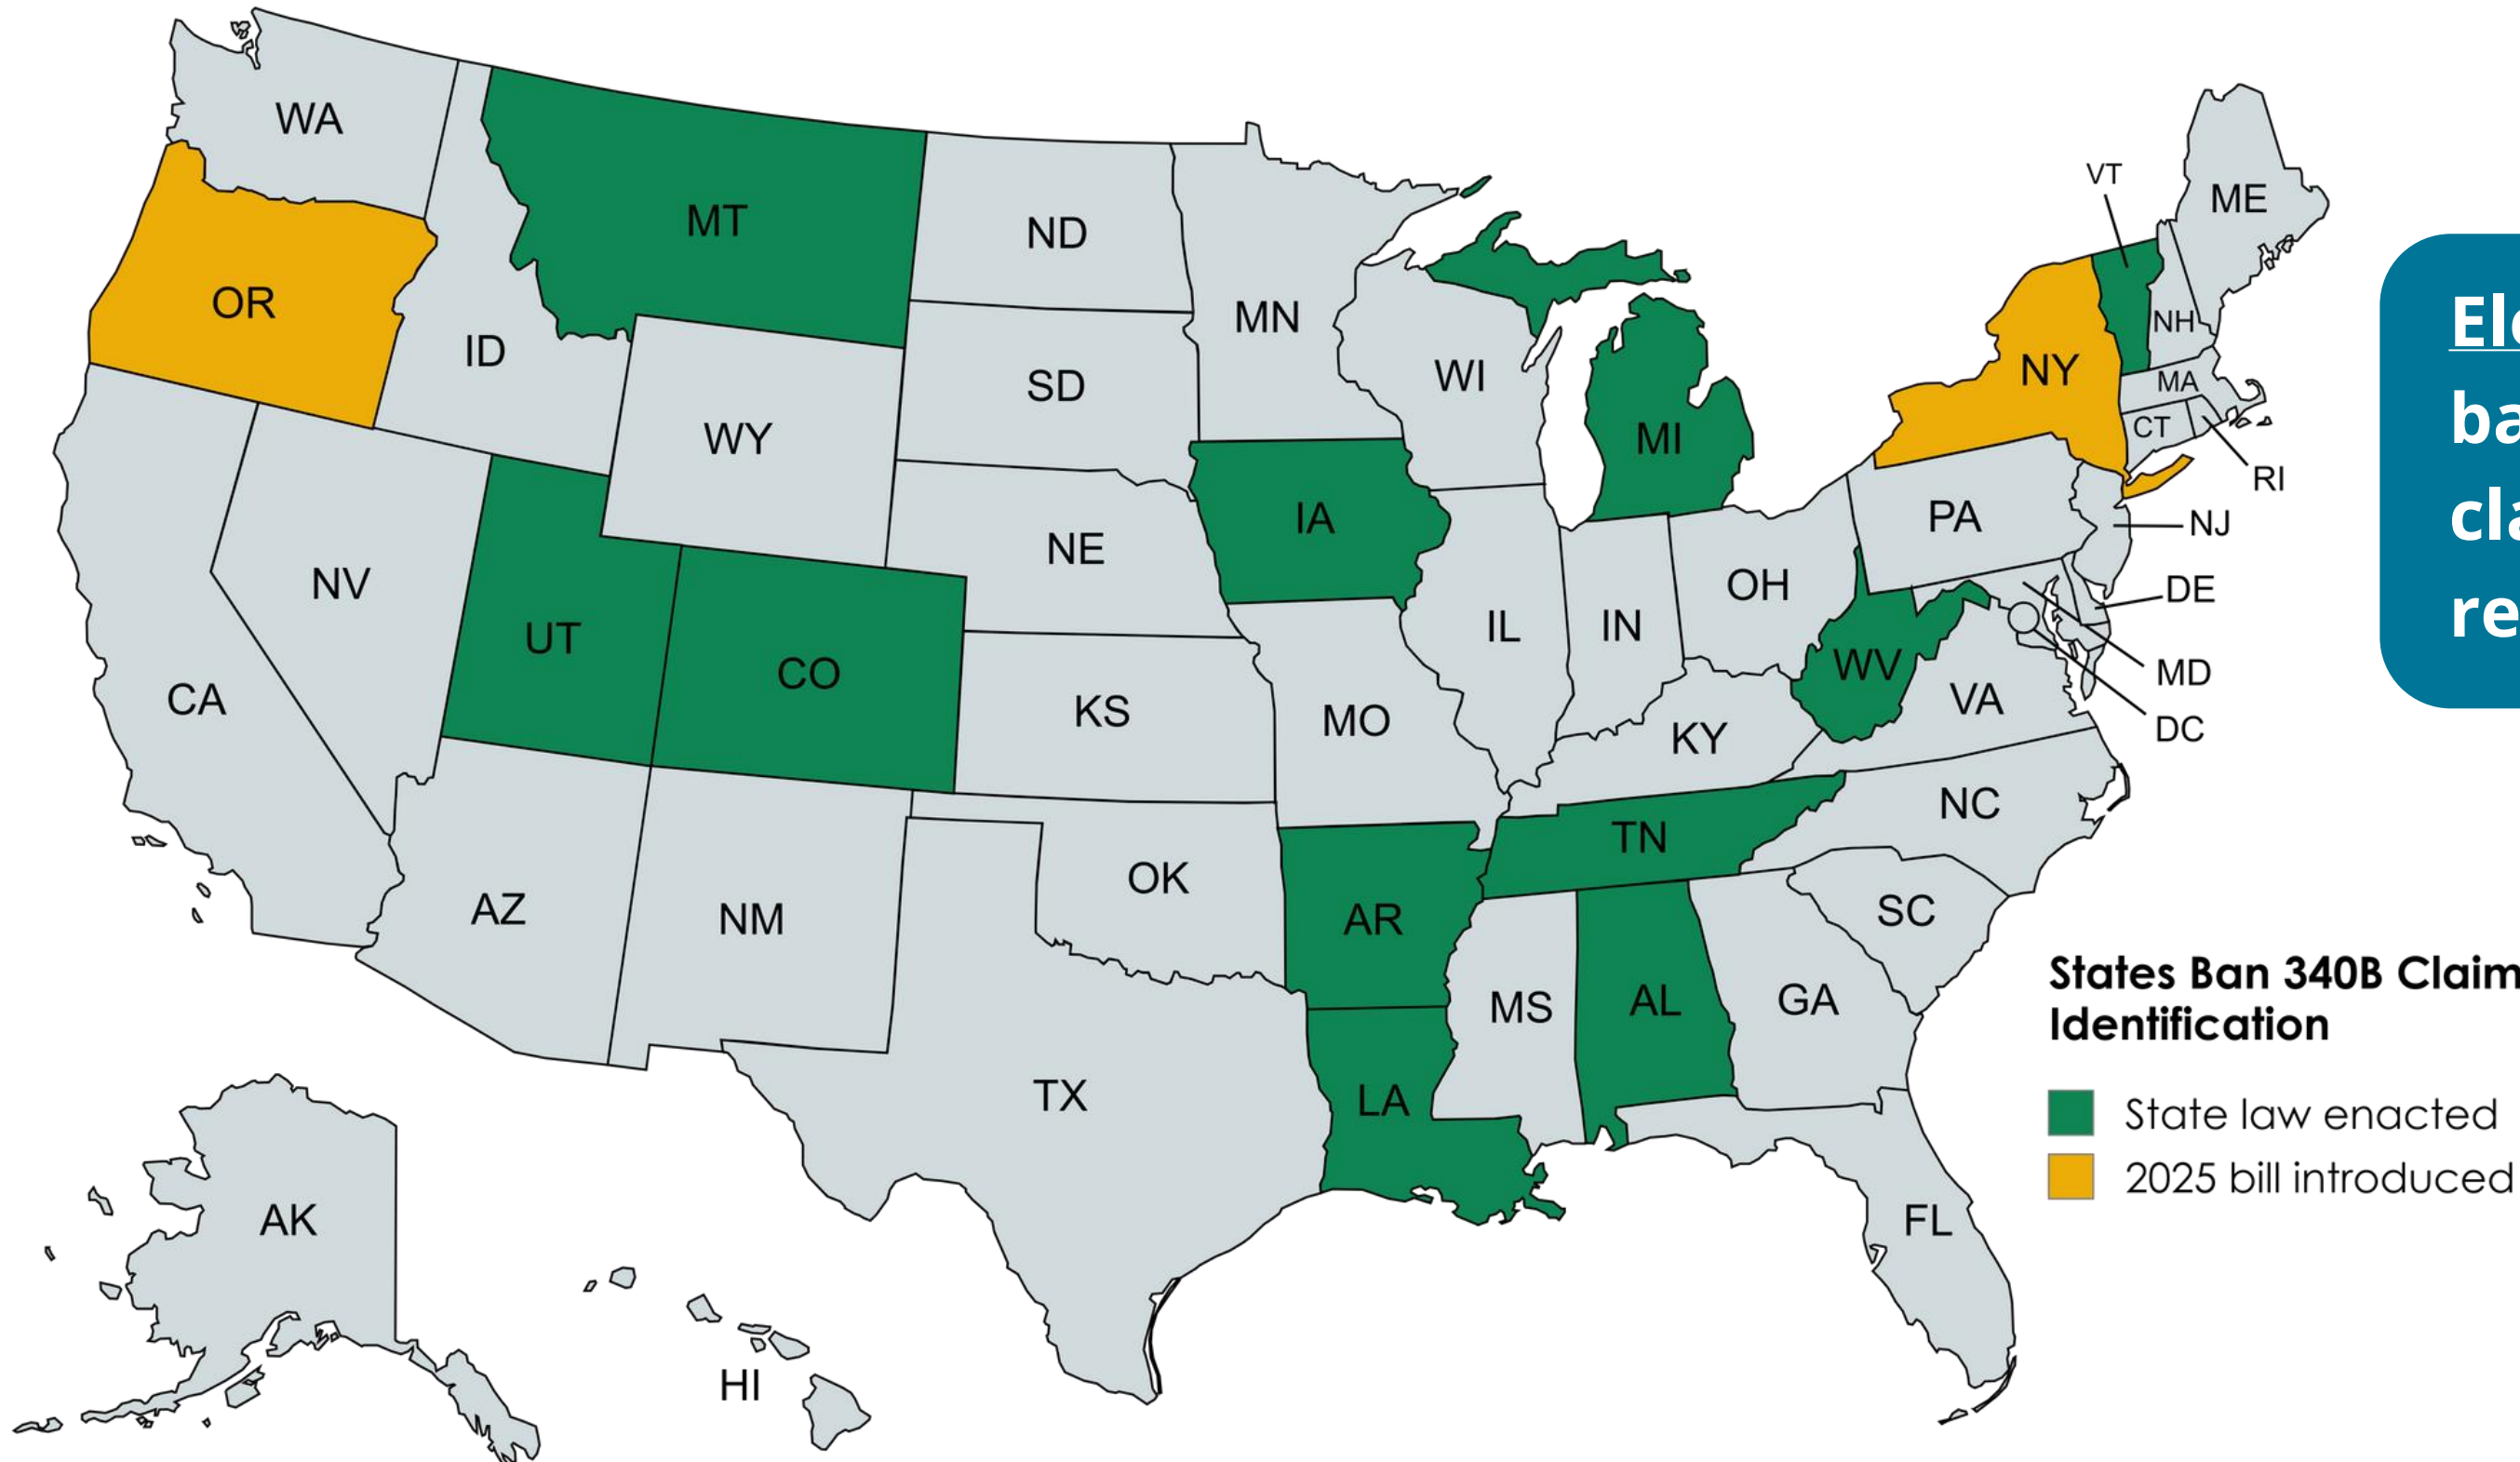 WA
MT
ND
MN
VT
ME
OR
ID
SD
WI
MI
NY
NH
MA
CT
RI
WY
IA
NE
PA
NJ
NV
UT
CO
IL
IN
OH
DE
WV
MD
DC
CA
KS
MO
KY
VA
TN
NC
AZ
NM
OK
AR
SC
MS
AL
GA
TX
LA
FL
AK
HI
ba
cla
re
States Ban 340B Claim
Identification
State law enacted
2025 bill introduced